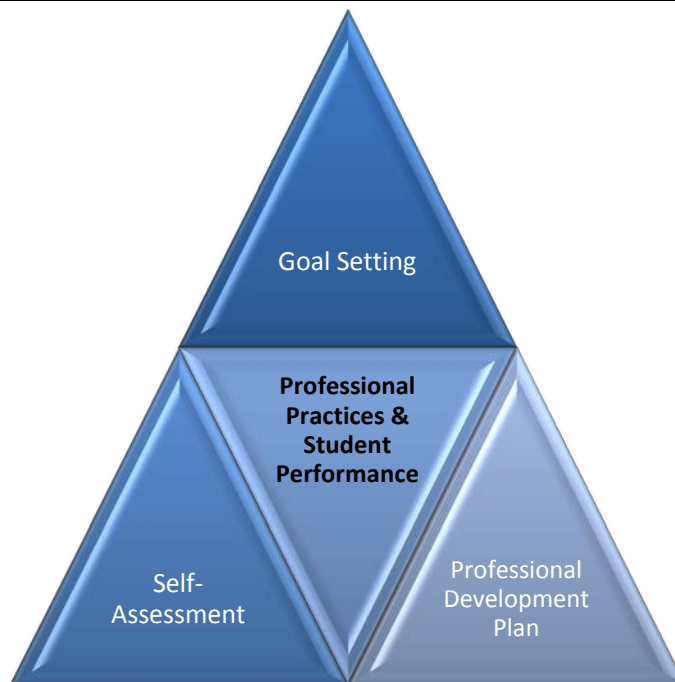 Goal Setting
Professional
Practices &
Student
Performance
Self-
Assessment
Professional
Development
Plan